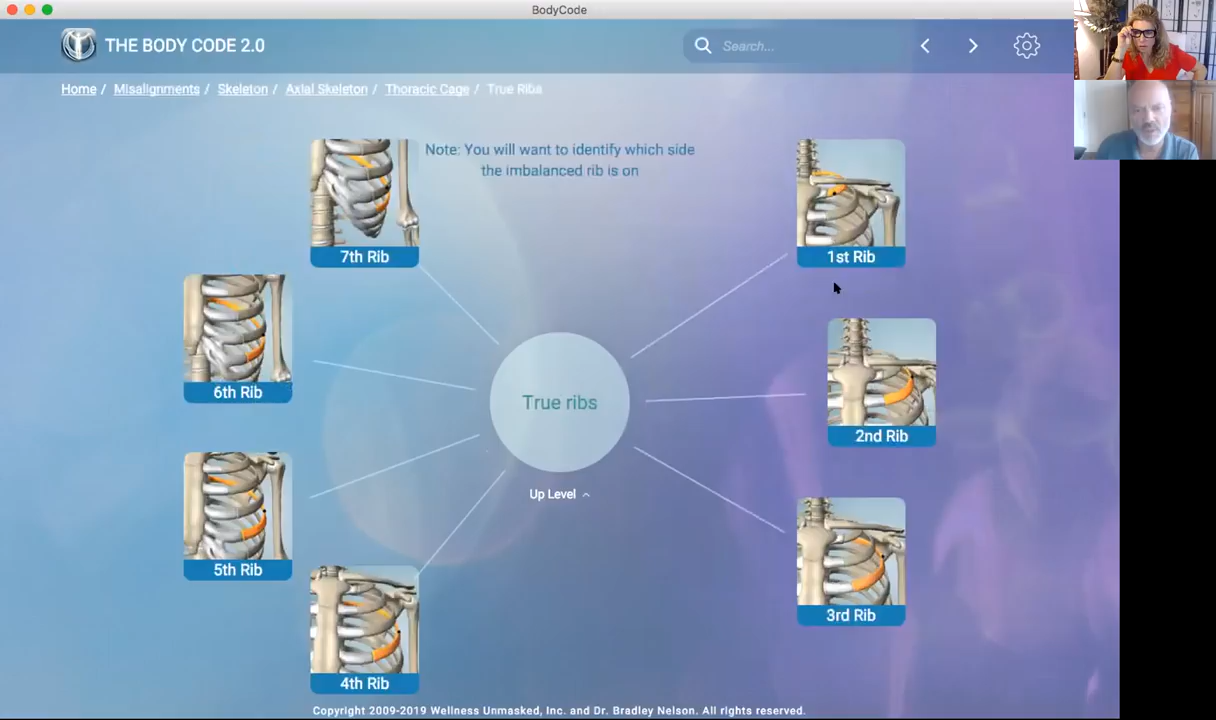 BodyCode
THE BODY CODE 2.0
Search...
Home / Misalignments / Skeleton / Axial Skeleton / Thoracic Cage / True Ribs
Note: You will want to identify which side
the imbalanced rib is on
7th Rib
1st Rib
6th Rib
2nd Rib
True ribs
Up Level
5th Rib
3rd Rib
4th Rib
Copyright 2009-2019 Wellness Unmasked, Inc. and Dr. Bradley Nelson. All rights reserved.